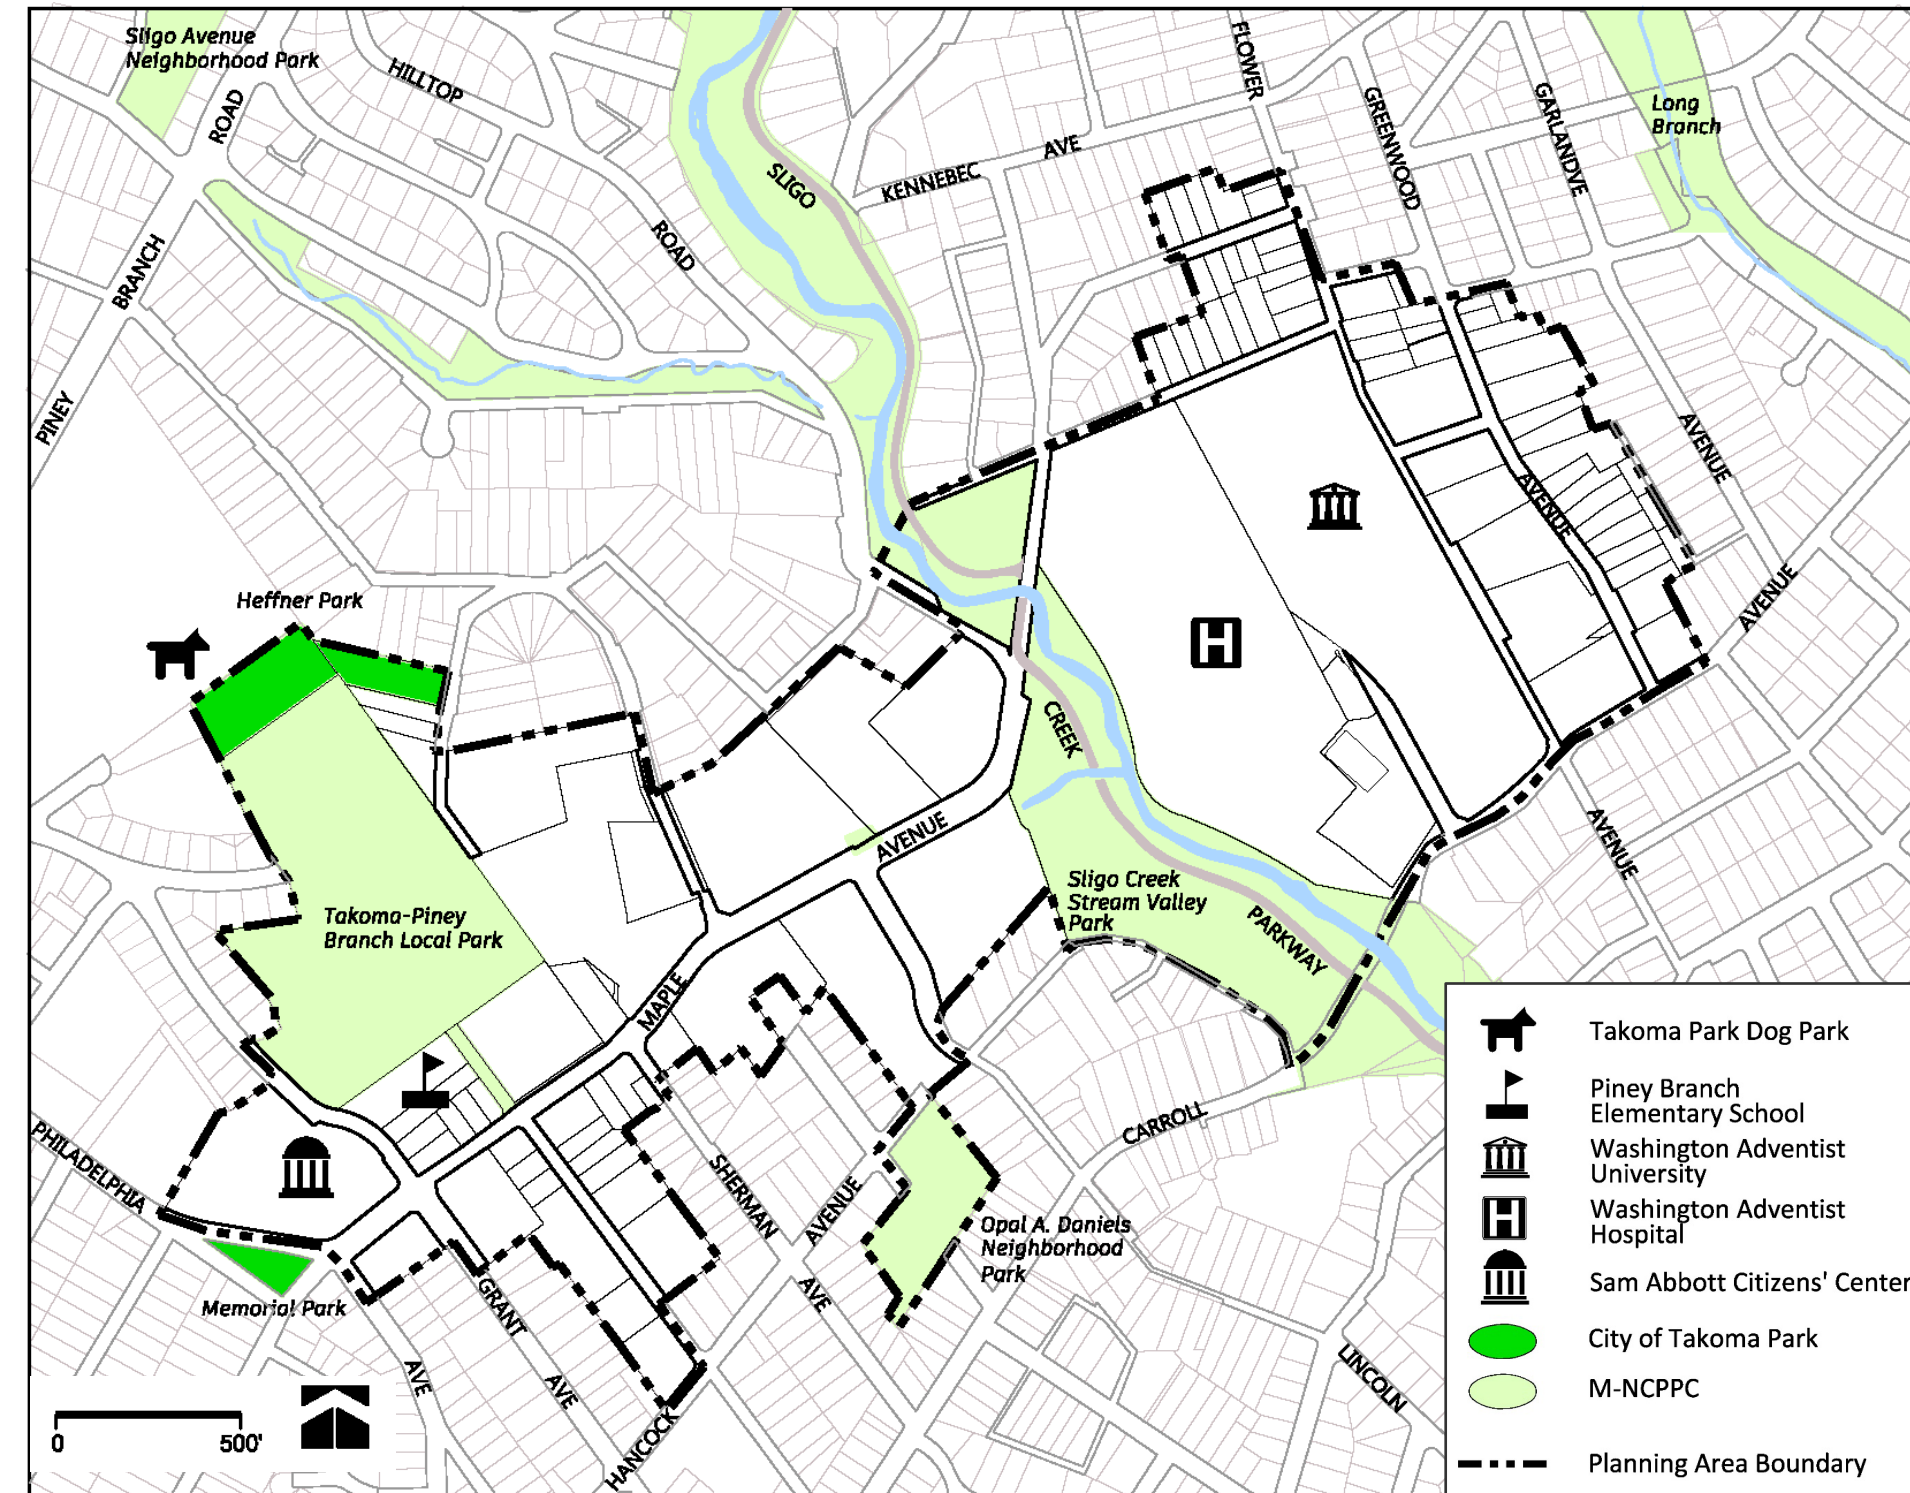 Sligo Avenue
Neighborhood Park
HILLTOP
ROAD
FLOWER
GREENWOOD
GARLANDVE
Long
Branch
SLIGO
KENNEBEC
AVE
ROAD
BRANCH
PINEY
AVENUE
AVENUE
AVENUE
Heffner Park
CREEK
AVENUE
AVENUE
Sligo Creek
Stream Valley
Park
PARKWAY
Takoma-Piney
Branch Local Park
MAPLE
PHILADELPHIA
CARROLL
SHERMAN
AVENUE
Opal A. Daniels
Neighborhood
Park
Memorial Park
GRANT
AVE
AVE
AVE
HANCOCK
LINCOLN
0
500'
Takoma Park Dog Park
Piney Branch
Elementary School
Washington Adventist
University
Washington Adventist
Hospital
H
H
Sam Abbott Citizens' Center
City of Takoma Park
M-NCPPC
Planning Area Boundary